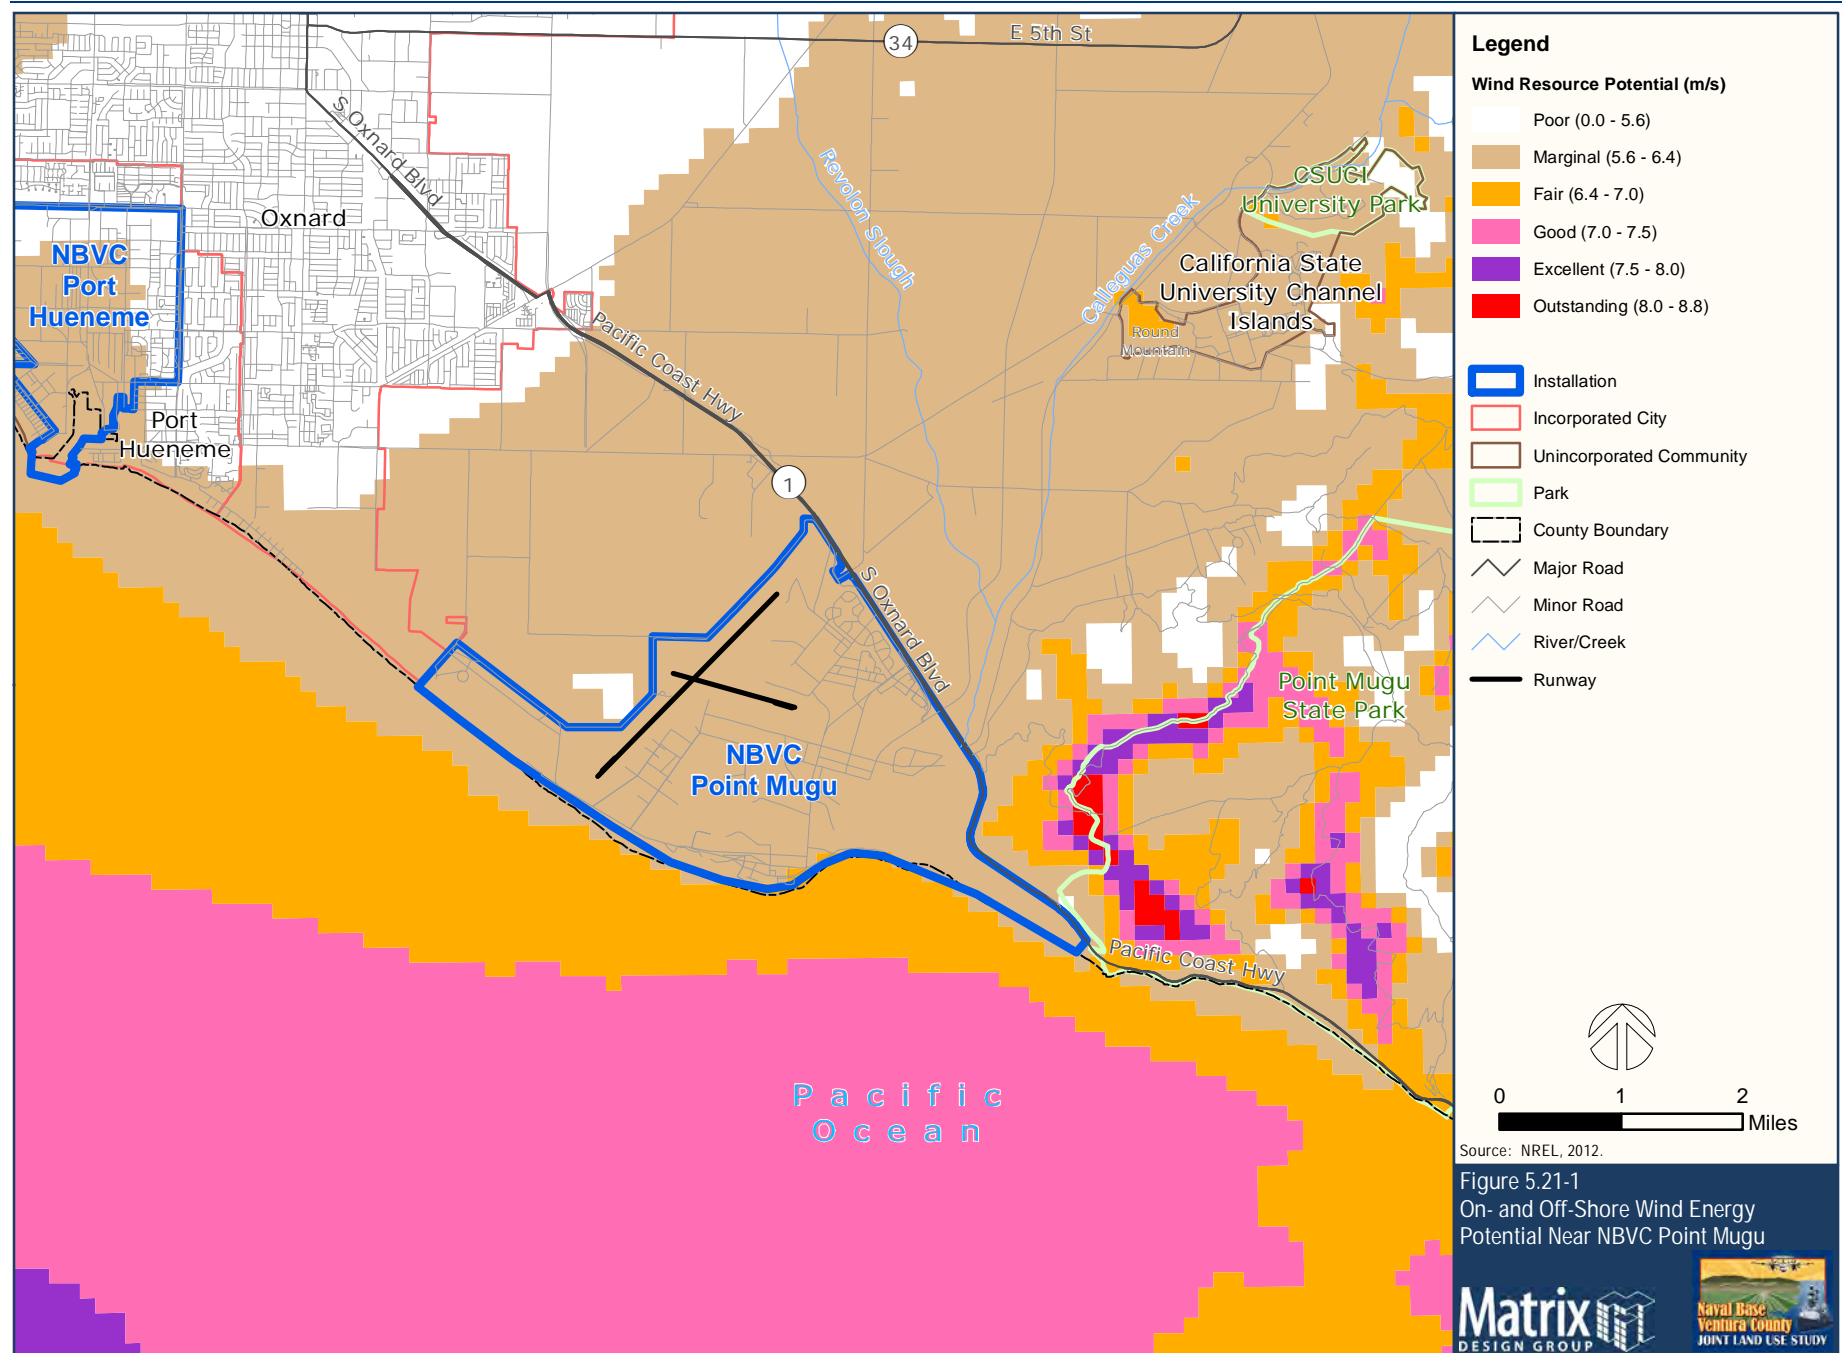 E 5th St
34
S Oxnard Blvd
Oxnard
Revolon Slough
Calleguas Creek
CSUCI
University Park
NBVC
Port
Hueneme
California State
University Channel
Islands
Round
Mountain
Pacific Coast Hwy
Port
Hueneme
1
S Oxnard Blvd
Point Mugu
State Park
NBVC
Point Mugu
Pacific Coast Hwy
Pacific
Ocean
Legend
Wind Resource Potential (m/s)
Poor (0.0 - 5.6)
Marginal (5.6 - 6.4)
Fair (6.4 - 7.0)
Good (7.0 - 7.5)
Excellent (7.5 - 8.0)
Outstanding (8.0 - 8.8)
Installation
Incorporated City
Unincorporated Community
Park
County Boundary
Major Road
Minor Road
River/Creek
Runway
0 1 2
Miles
Source: NREL, 2012.
Figure 5.21-1
On- and Off-Shore Wind Energy
Potential Near NBVC Point Mugu
Matrix
DESIGN GROUP
Naval Base
Ventura County
JOINT LAND USE STUDY